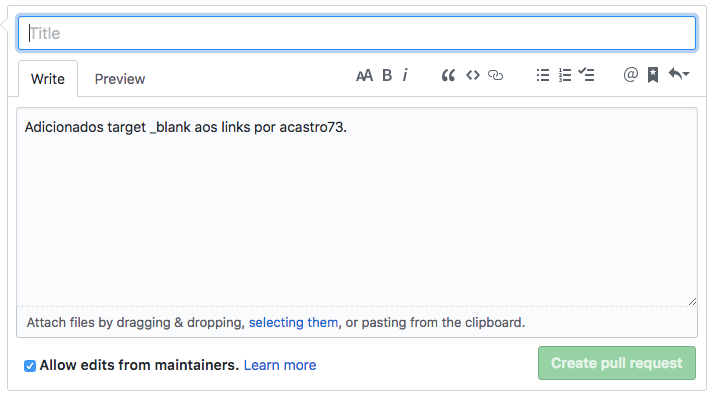 Title
Write Preview AA B i @
Adicionados target _blank aos links por acastro73.
Attach files by dragging & dropping, selecting them, or pasting from the clipboard.
Allow edits from maintainers. Learn more Create pull request